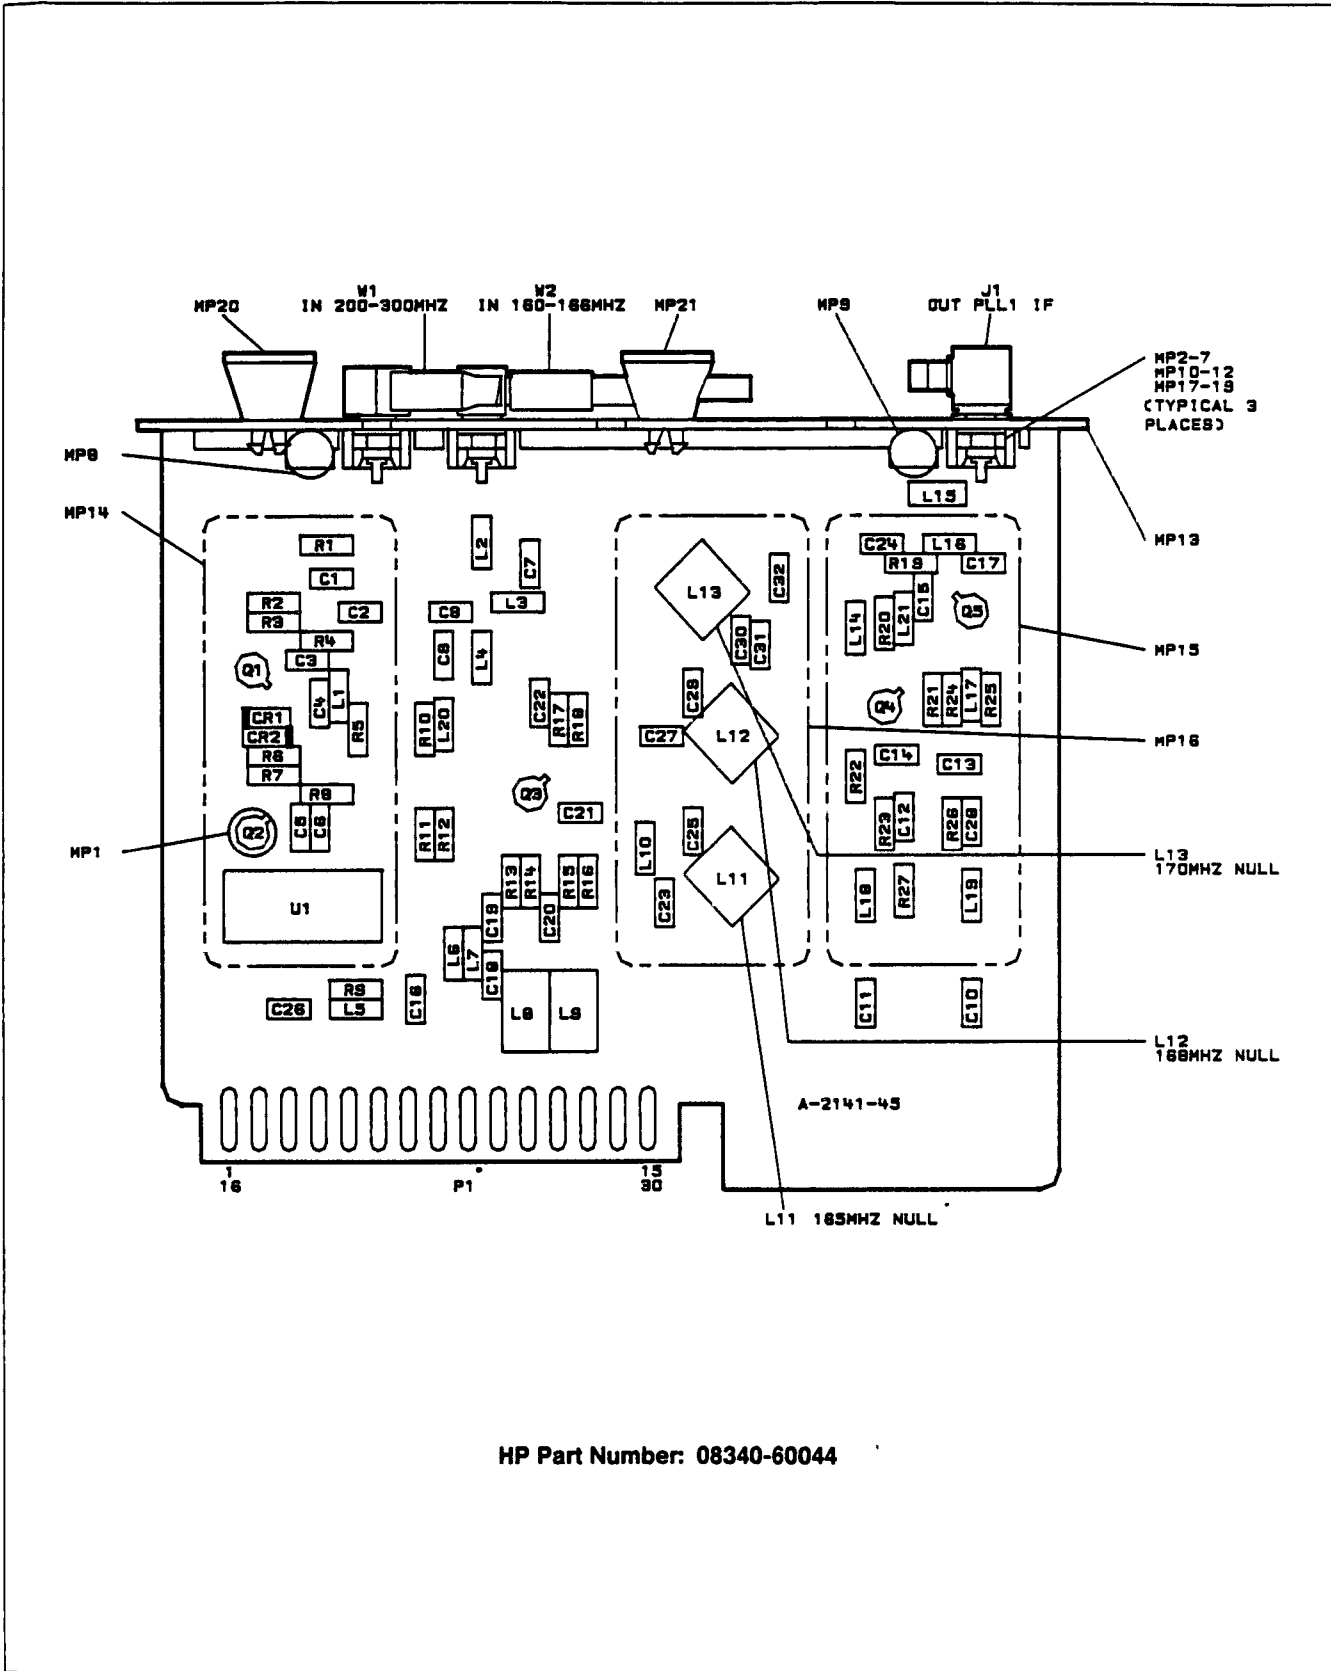 W1
IN 200-300MHZ
W2
IN 160-166MHZ
J1
OUT PLL1 IF
MP20
MP21
MP9
MP2-7
MP10-12
MP17-19
(TYPICAL 3
PLACES)
MP8
L15
MP14
R1
L2
C7
C24
L16
R19
C17
MP13
C1
L13
C32
R2
C2
C9
L3
L14
R20
L21
C15
Q5
R3
R4
C8
L4
C30
C31
MP15
C3
Q1
C4
L1
C22
C29
Q4
R21
R24
L17
R25
CR1
R5
R10
L20
R17
R18
CR2
C27
L12
MP16
R6
R7
R22
C14
C13
R8
Q3
C21
Q2
C5
C6
R11
R12
L10
C25
R23
C12
R26
C28
MP1
L13
170MHZ NULL
R13
R14
R15
R16
L11
L18
R27
L19
U1
C19
C20
C23
L6
L7
C18
R9
C26
L5
C16
L8
L9
C11
C10
L12
168MHZ NULL
A-2141-45
1
16
P1
15
30
L11 165MHZ NULL
HP Part Number: 08340-60044